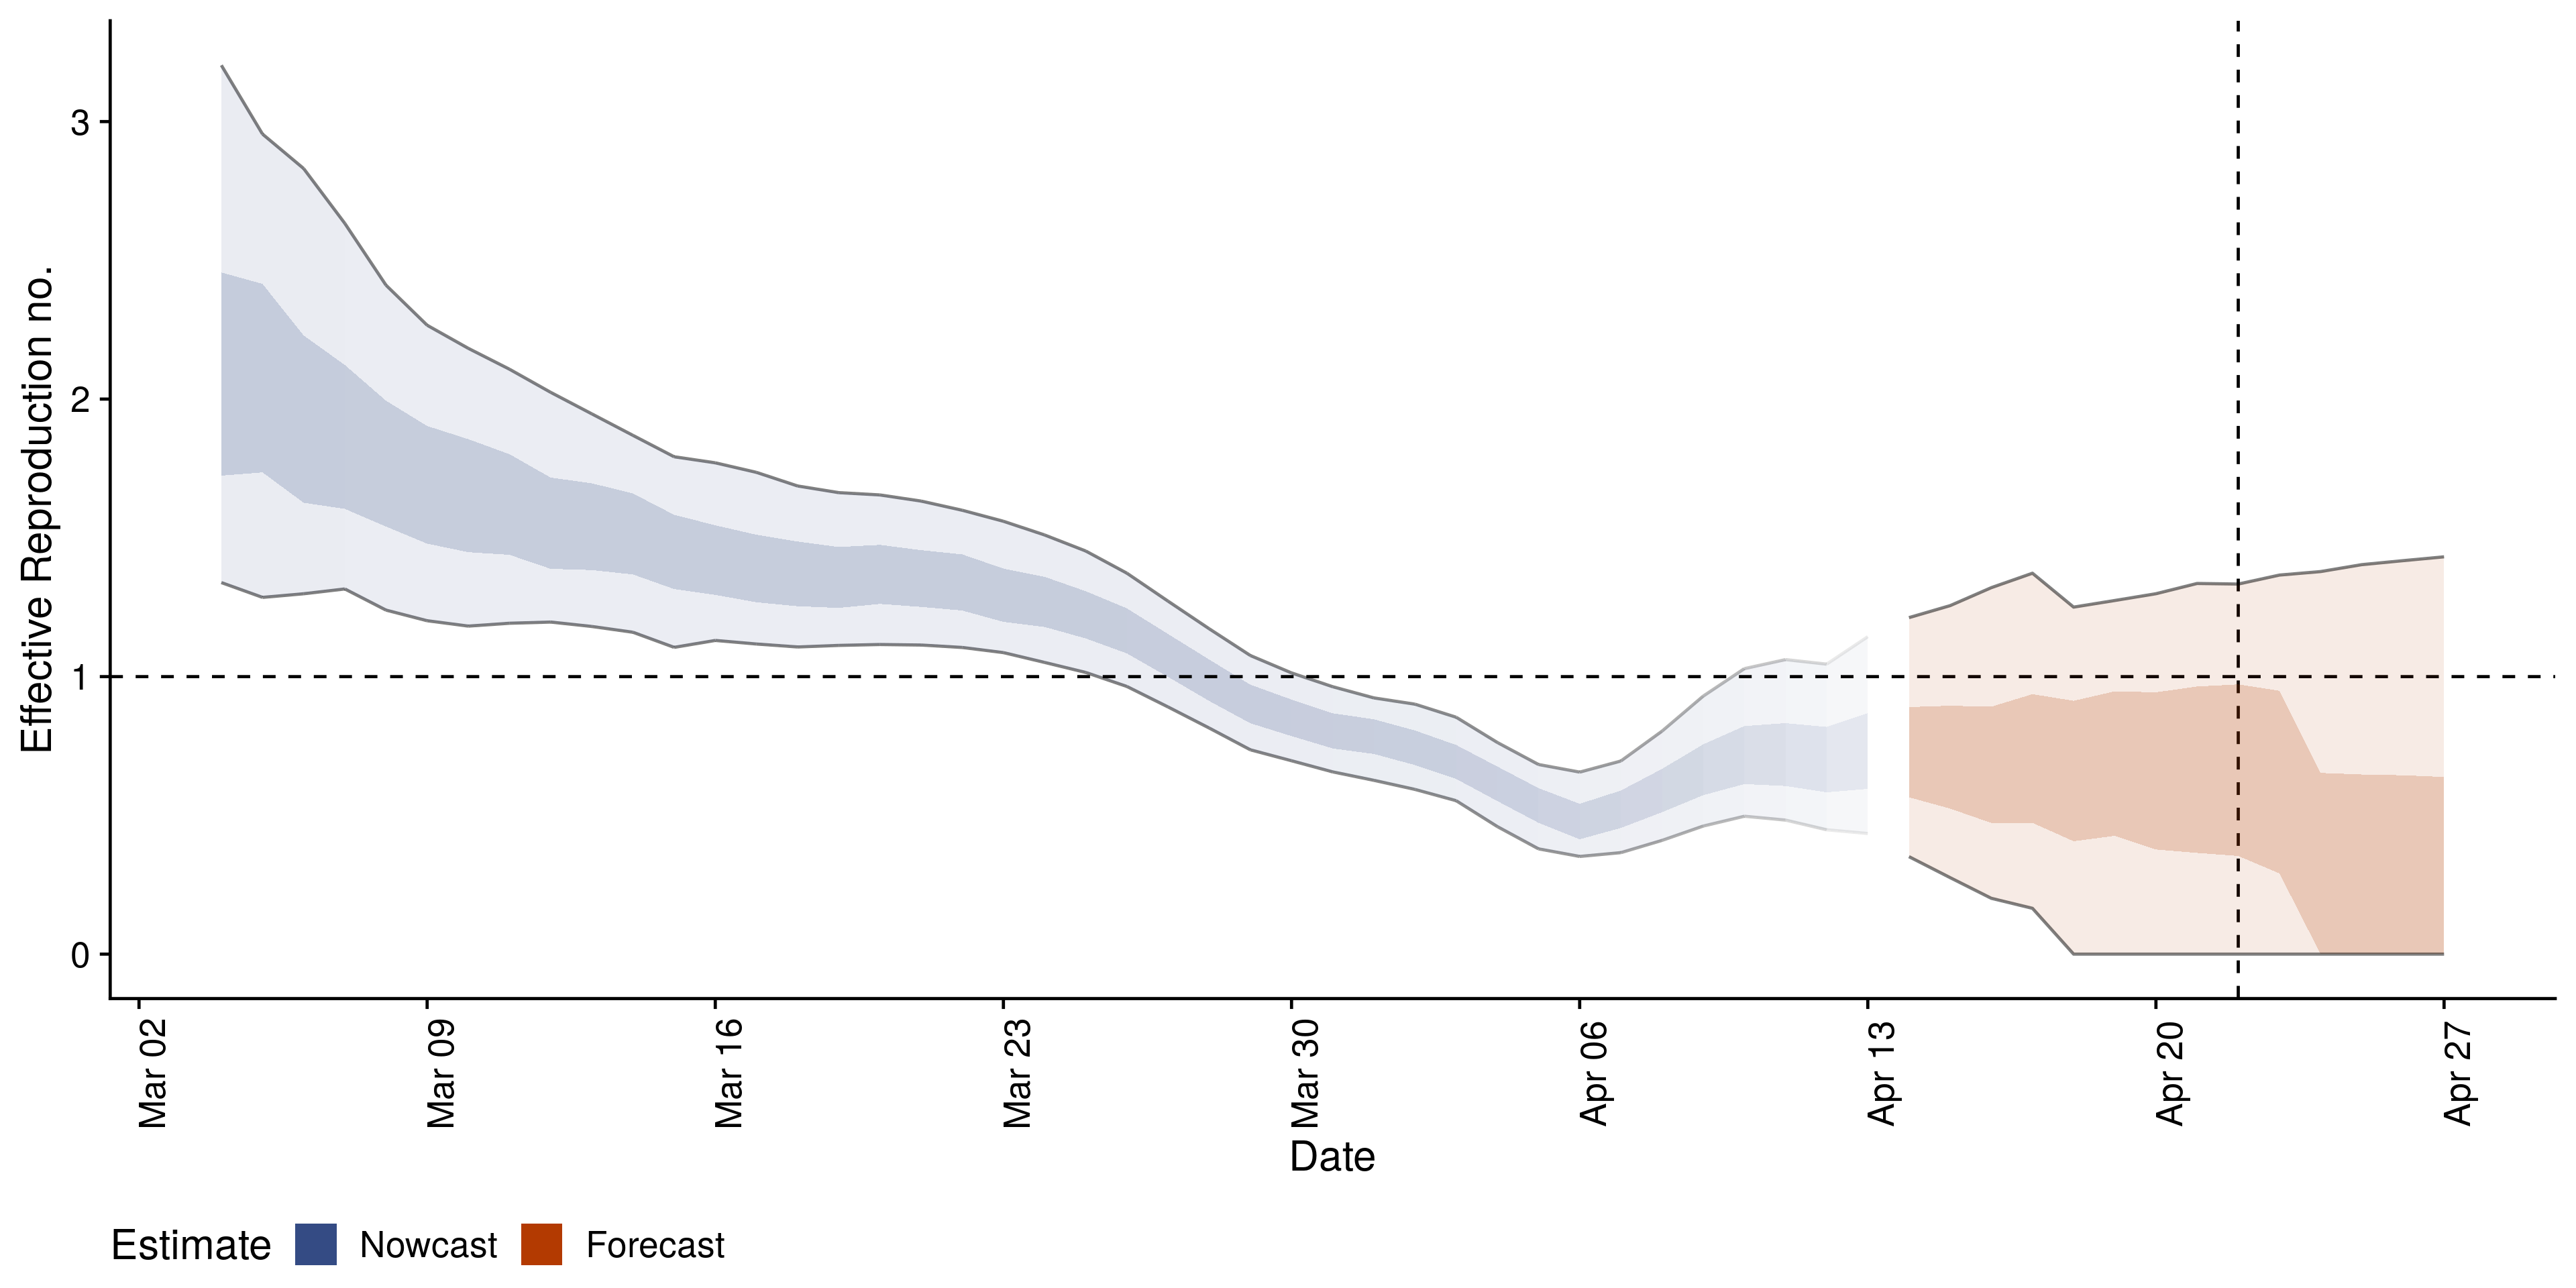 Effective Reproduction no.
3
2
1
0
Mar 02
Mar 09
Mar 16
Mar 23
Mar 30
Apr 06
Apr 13
Apr 20
Apr 27
Date
Estimate Nowcast Forecast